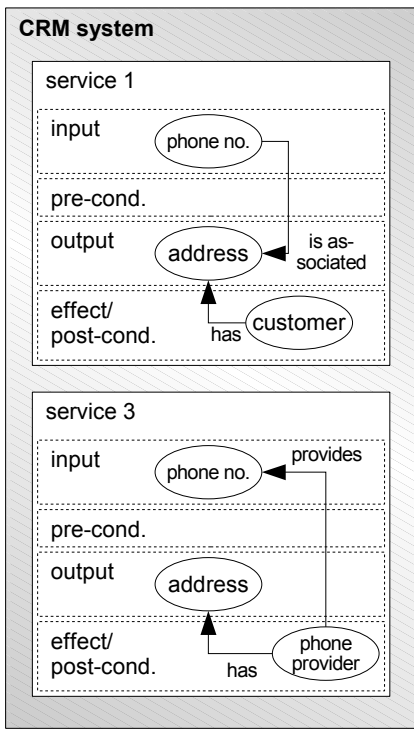 CRM system
service 1
input
phone no.
pre-cond.
output
address
is as-
sociated
effect/
post-cond.
has
customer
service 3
input
phone no.
provides
pre-cond.
output
address
effect/
post-cond.
has
phone
provider